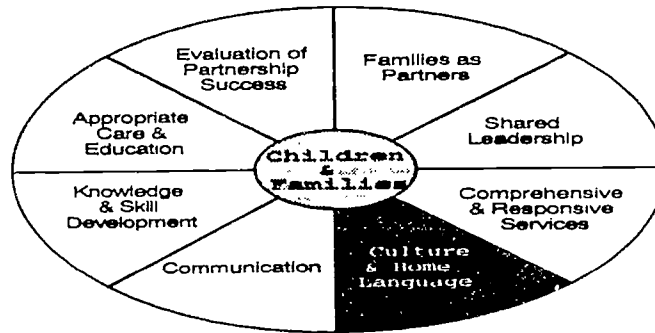 Evaluation of
Partnership
Success
Families as
Partners
Appropriate
Care &
Education
Shared
Leadership
Children
&
Families
Knowledge
& Skill
Development
Comprehensive
& Responsive
Services
Communication
Culture
& Home
Language